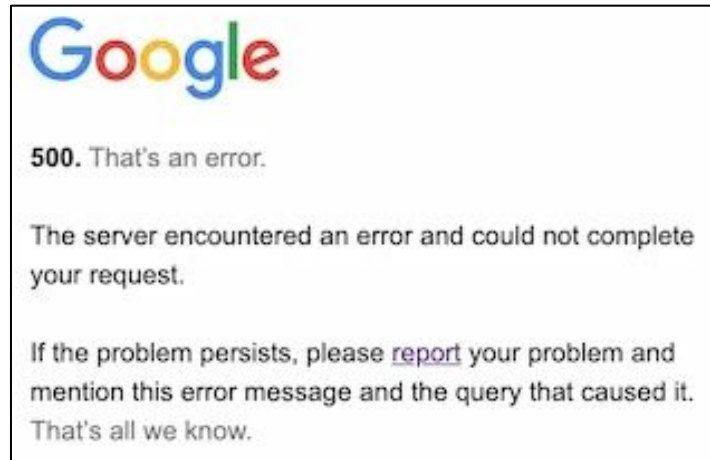 Google
500. That's an error.
The server encountered an error and could not complete
your request.
If the problem persists, please report your problem and
mention this error message and the query that caused it.
That's all we know.